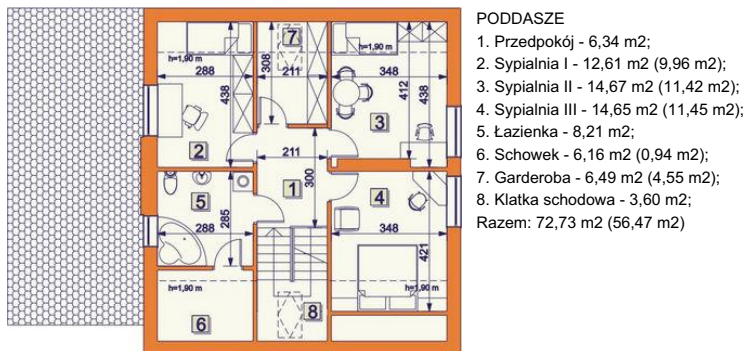 PODDASZE
1. Przedpokój - 6,34 m2;
2. Sypialnia I - 12,61 m2 (9,96 m2);
3. Sypialnia II - 14,67 m2 (11,42 m2);
4. Sypialnia III - 14,65 m2 (11,45 m2);
5. Łazienka - 8,21 m2;
6. Schowek - 6,16 m2 (0,94 m2);
7. Garderoba - 6,49 m2 (4,55 m2);
8. Klatka schodowa - 3,60 m2;
Razem: 72,73 m2 (56,47 m2)
h=1,90 m
288
438
2
7
308
211
h=1,90 m
348
412
438
3
211
1
300
5
288
285
4
348
421
h=1,90 m
6
8
h=1,90 m